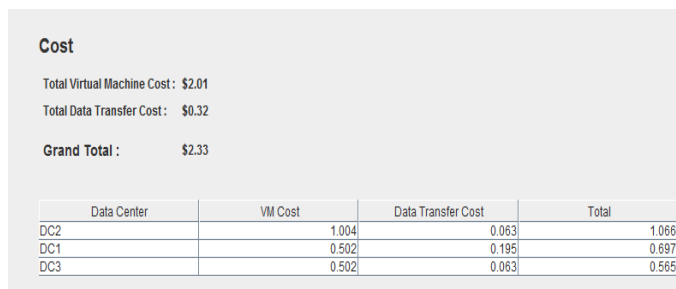 Cost
Total Virtual Machine Cost : $2.01
Total Data Transfer Cost : $0.32
Grand Total : $2.33
Data Center VM Cost Data Transfer Cost Total
DC2 1.004 0.063 1.066
DC1 0.502 0.195 0.697
DC3 0.502 0.063 0.565